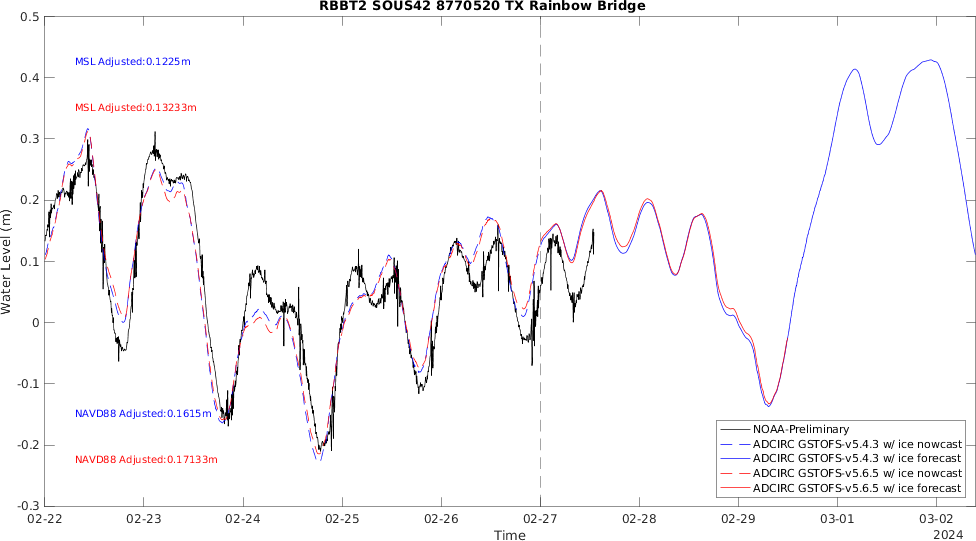 RBBT2 SOUS42 8770520 TX Rainbow Bridge
0.5
0.4
0.3
0.2
0.1
0
-0.1
-0.2
-0.3
Water Level (m)
MSL Adjusted:0.1225m
MSL Adjusted:0.13233m
NAVD88 Adjusted:0.1615m
NAVD88 Adjusted:0.17133m
NOAA-Preliminary
ADCIRC GSTOFS-v5.4.3 w/ ice nowcast
ADCIRC GSTOFS-v5.4.3 w/ ice forecast
ADCIRC GSTOFS-v5.6.5 w/ ice nowcast
ADCIRC GSTOFS-v5.6.5 w/ ice forecast
02-22 02-23 02-24 02-25 02-26 02-27 02-28 02-29 03-01 03-02
Time
2024